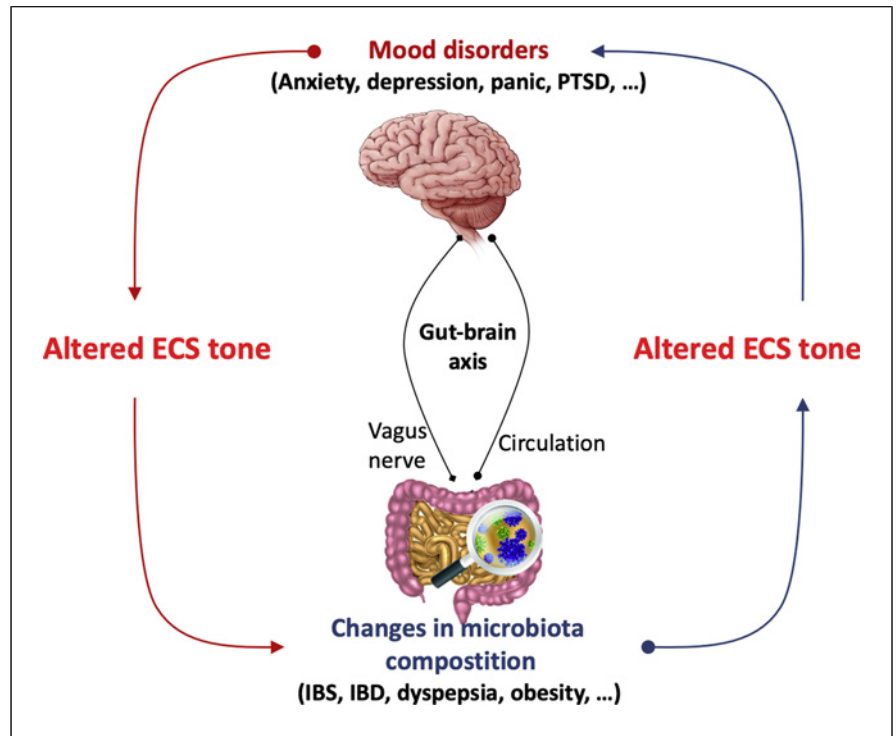 Mood disorders
(Anxiety, depression, panic, PTSD, ...)
Altered ECS tone
Altered ECS tone
Gut-brain
axis
Vagus
nerve
Circulation
Changes in microbiota
compostition
(IBS, IBD, dyspepsia, obesity, ...)